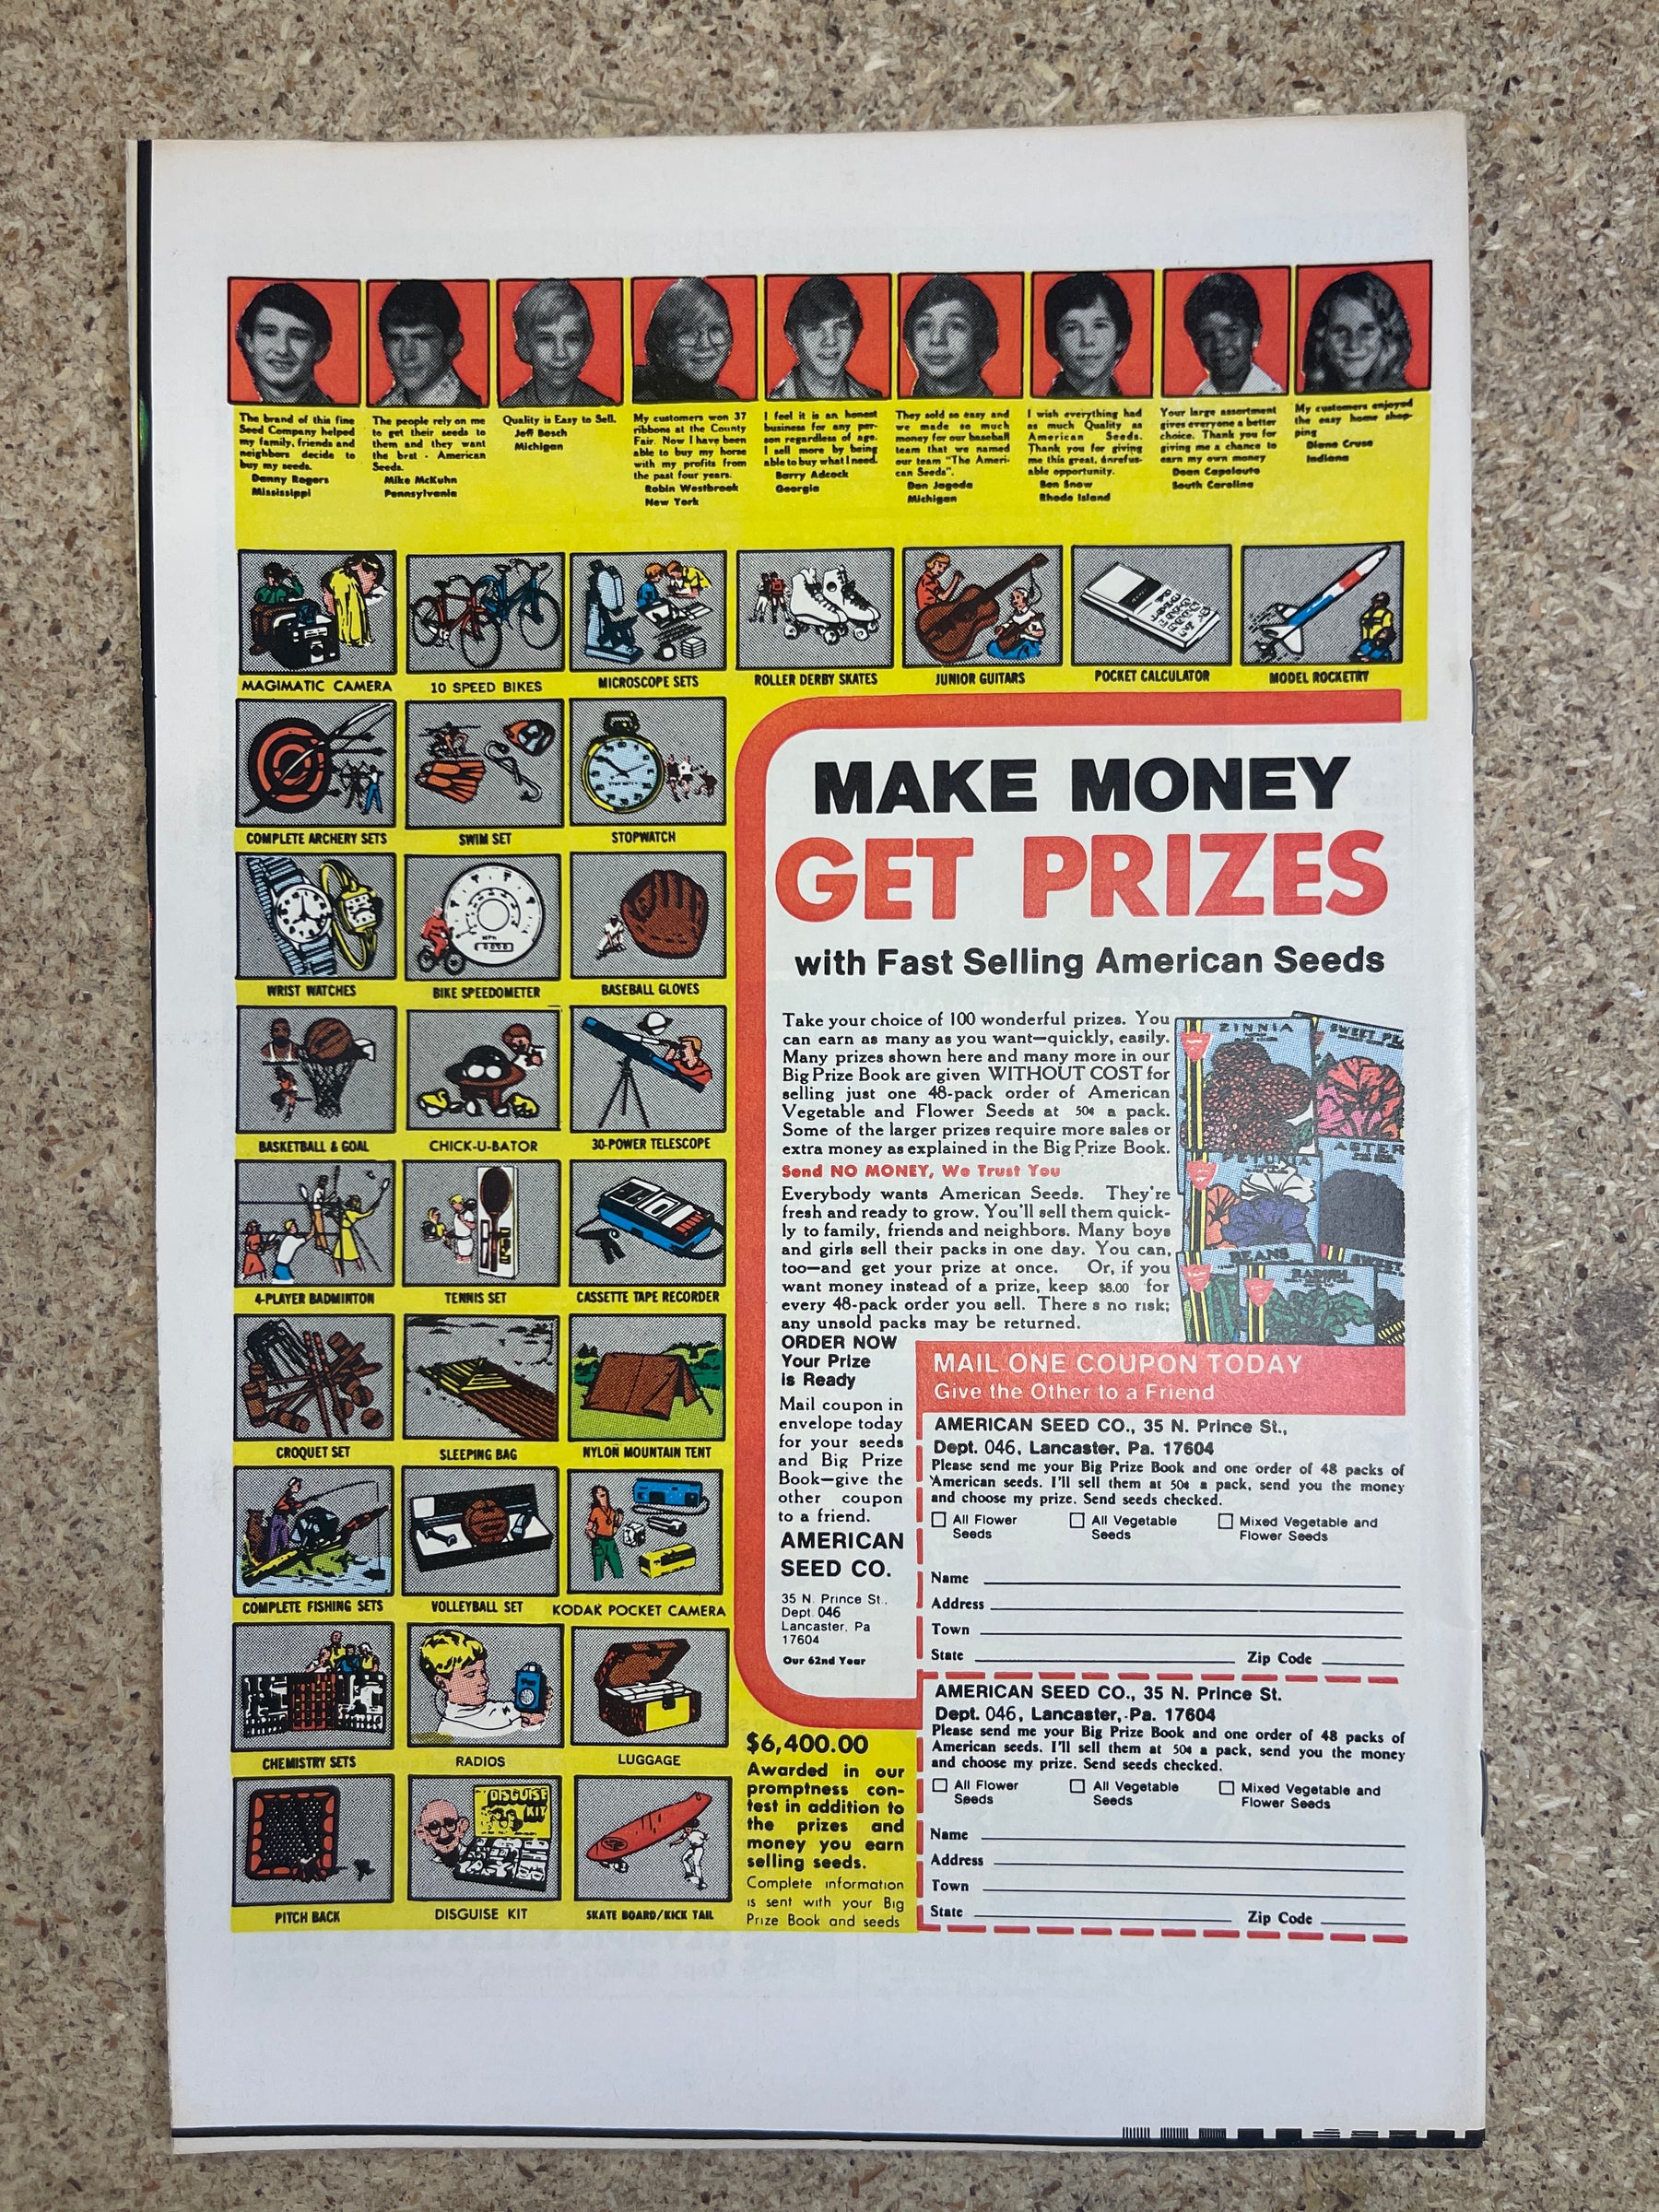 The brand of this fine
Seed Company helped
my family, friends and
neighbors decide to
buy my seeds.
Danny Rogers
Mississippi
The people rely on me
to get their seeds to
them and they want
the brat - American
Seeds.
Mike McKuhn
Pennsylvania
Quality is Easy to Sell.
Jeff Bosch
Michigan
My customers won 37
ribbons at the County
Fair. Now I have been
able to buy my horse
with my profits from
the past four years.
Robin Westbrook
New York
I feel it is an honest
business for any per-
son regardless of age.
I sell more by being
able to buy what I need.
Barry Adcock
Georgia
They sold so easy and
we made so much
money for our baseball
team that we named
our team "The Ameri-
can Seeds".
Dan Jagoda
Michigan
I wish everything had
as much Quality as
American Seeds.
Thank you for giving
me this great, unrefus-
able opportunity.
Ben Snow
Rhode Island
Your large assortment
gives everyone a better
choice. Thank you for
giving me a chance to
earn my own money
Dean Capolouto
South Carolina
My customers enjoyed
the easy home shop-
ping
Diana Cruse
Indiana
MAGIMATIC CAMERA
10 SPEED BIKES
MICROSCOPE SETS
ROLLER DERBY SKATES
JUNIOR GUITARS
POCKET CALCULATOR
MODEL ROCKETRY
COMPLETE ARCHERY SETS
SWIM SET
STOPWATCH
WRIST WATCHES
MPH
BIKE SPEEDOMETER
BASEBALL GLOVES
BASKETBALL & GOAL
CHICK-U-BATOR
30-POWER TELESCOPE
4-PLAYER BADMINTON
TENNIS SET
CASSETTE TAPE RECORDER
CROQUET SET
SLEEPING BAG
NYLON MOUNTAIN TENT
COMPLETE FISHING SETS
VOLLEYBALL SET
KODAK POCKET CAMERA
CHEMISTRY SETS
RADIOS
LUGGAGE
DISGUISE
KIT
PITCH BACK
DISGUISE KIT
SKATE BOARD/KICK TAIL
MAKE MONEY
GET PRIZES
with Fast Selling American Seeds
Take your choice of 100 wonderful prizes. You
can earn as many as you want—quickly, easily.
Many prizes shown here and many more in our
Big Prize Book are given WITHOUT COST for
selling just one 48-pack order of American
Vegetable and Flower Seeds at 50¢ a pack.
Some of the larger prizes require more sales or
extra money as explained in the Big Prize Book.
Send NO MONEY, We Trust You
Everybody wants American Seeds. They're
fresh and ready to grow. You'll sell them quick-
ly to family, friends and neighbors. Many boys
and girls sell their packs in one day. You can,
too—and get your prize at once. Or, if you
want money instead of a prize, keep $8.00 for
every 48-pack order you sell. There s no risk;
any unsold packs may be returned.
ZINNIA
SWEET PE
PETUNIA
ASTER
BEANS
RADISH
SWEET
ORDER NOW
Your Prize
is Ready
Mail coupon in
envelope today
for your seeds
and Big Prize
Book—give the
other coupon
to a friend.
AMERICAN
SEED CO.
35 N. Prince St.,
Dept. 046
Lancaster, Pa
17604
Our 62nd Year
$6,400.00
Awarded in our
promptness con-
test in addition to
the prizes and
money you earn
selling seeds.
Complete information
is sent with your Big
Prize Book and seeds
MAIL ONE COUPON TODAY
Give the Other to a Friend
AMERICAN SEED CO., 35 N. Prince St.,
Dept. 046, Lancaster, Pa. 17604
Please send me your Big Prize Book and one order of 48 packs of
American seeds. I'll sell them at 50¢ a pack, send you the money
and choose my prize. Send seeds checked.
All Flower
Seeds
All Vegetable
Seeds
Mixed Vegetable and
Flower Seeds
Name
Address
Town
State Zip Code
AMERICAN SEED CO., 35 N. Prince St.
Dept. 046, Lancaster, Pa. 17604
Please send me your Big Prize Book and one order of 48 packs of
American seeds. I'll sell them at 50¢ a pack, send you the money
and choose my prize. Send seeds checked.
All Flower
Seeds
All Vegetable
Seeds
Mixed Vegetable and
Flower Seeds
Name
Address
Town
State Zip Code